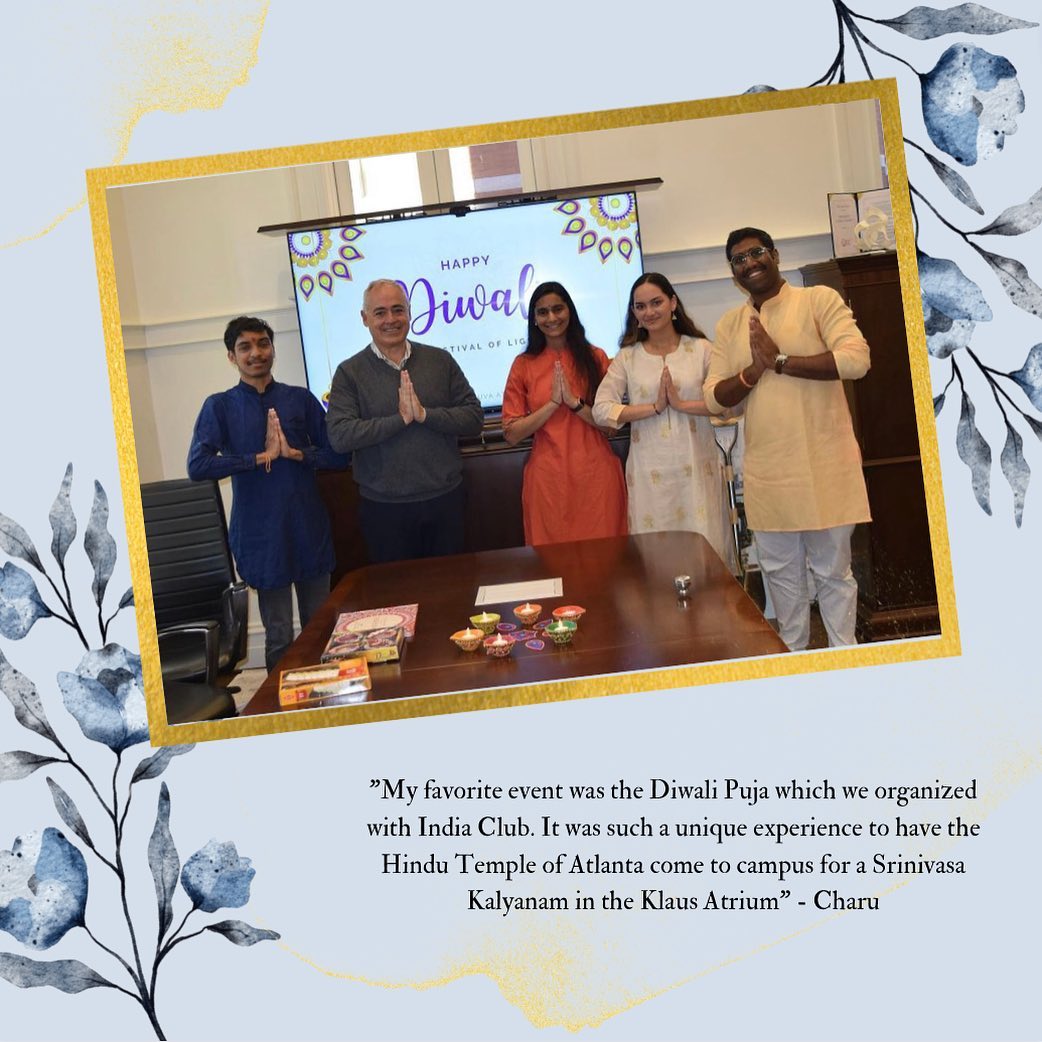 HAPPY
Diwali
FESTIVAL OF LIG
"My favorite event was the Diwali Puja which we organized
with India Club. It was such a unique experience to have the
Hindu Temple of Atlanta come to campus for a Srinivasa
Kalyanam in the Klaus Atrium" - Charu